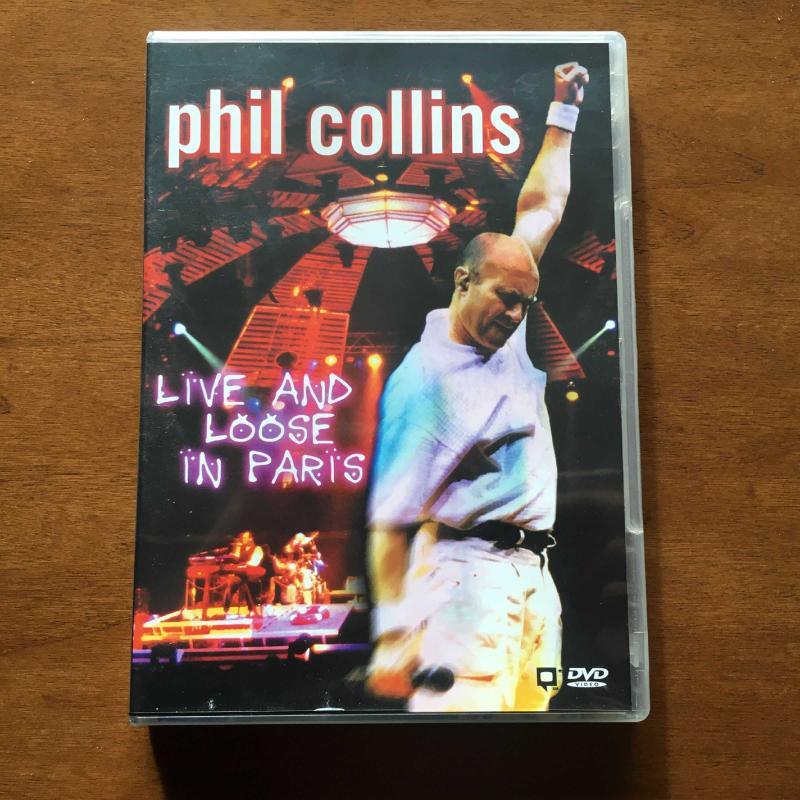 phil collins
LIVE AND
LOOSE
IN PARIS
DVD
VIDEO